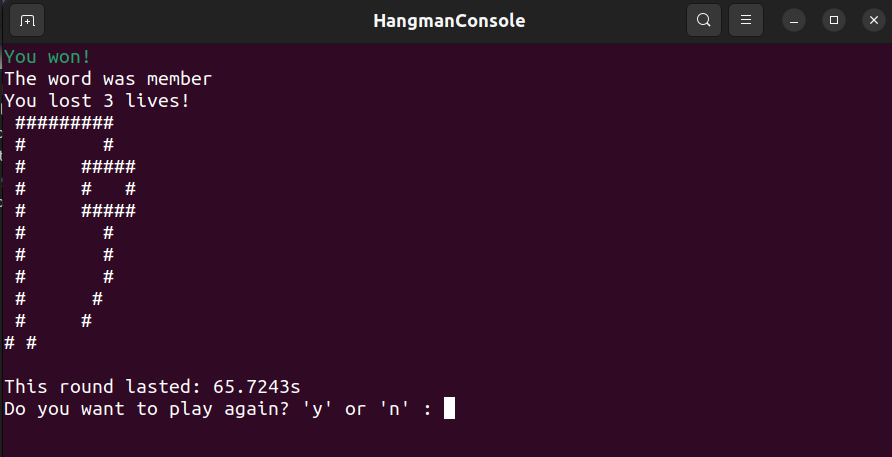 HangmanConsole
You won!
The word was member
You lost 3 lives!
 #########
 #       #
 #     #####
 #     #   #
 #     #####
 #       #
 #       #
 #       #
 #      #
 #     #
# #
This round lasted: 65.7243s
Do you want to play again? 'y' or 'n' :